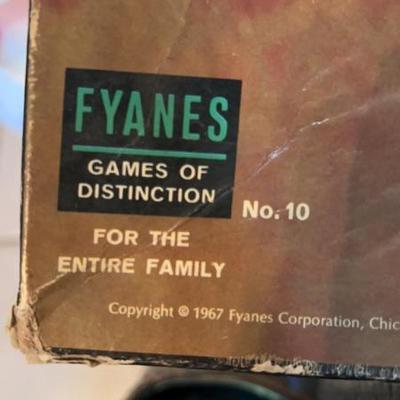 FYANES
GAMES OF
DISTINCTION
No. 10
FOR THE
ENTIRE FAMILY
Copyright © 1967 Fyanes Corporation, Chic